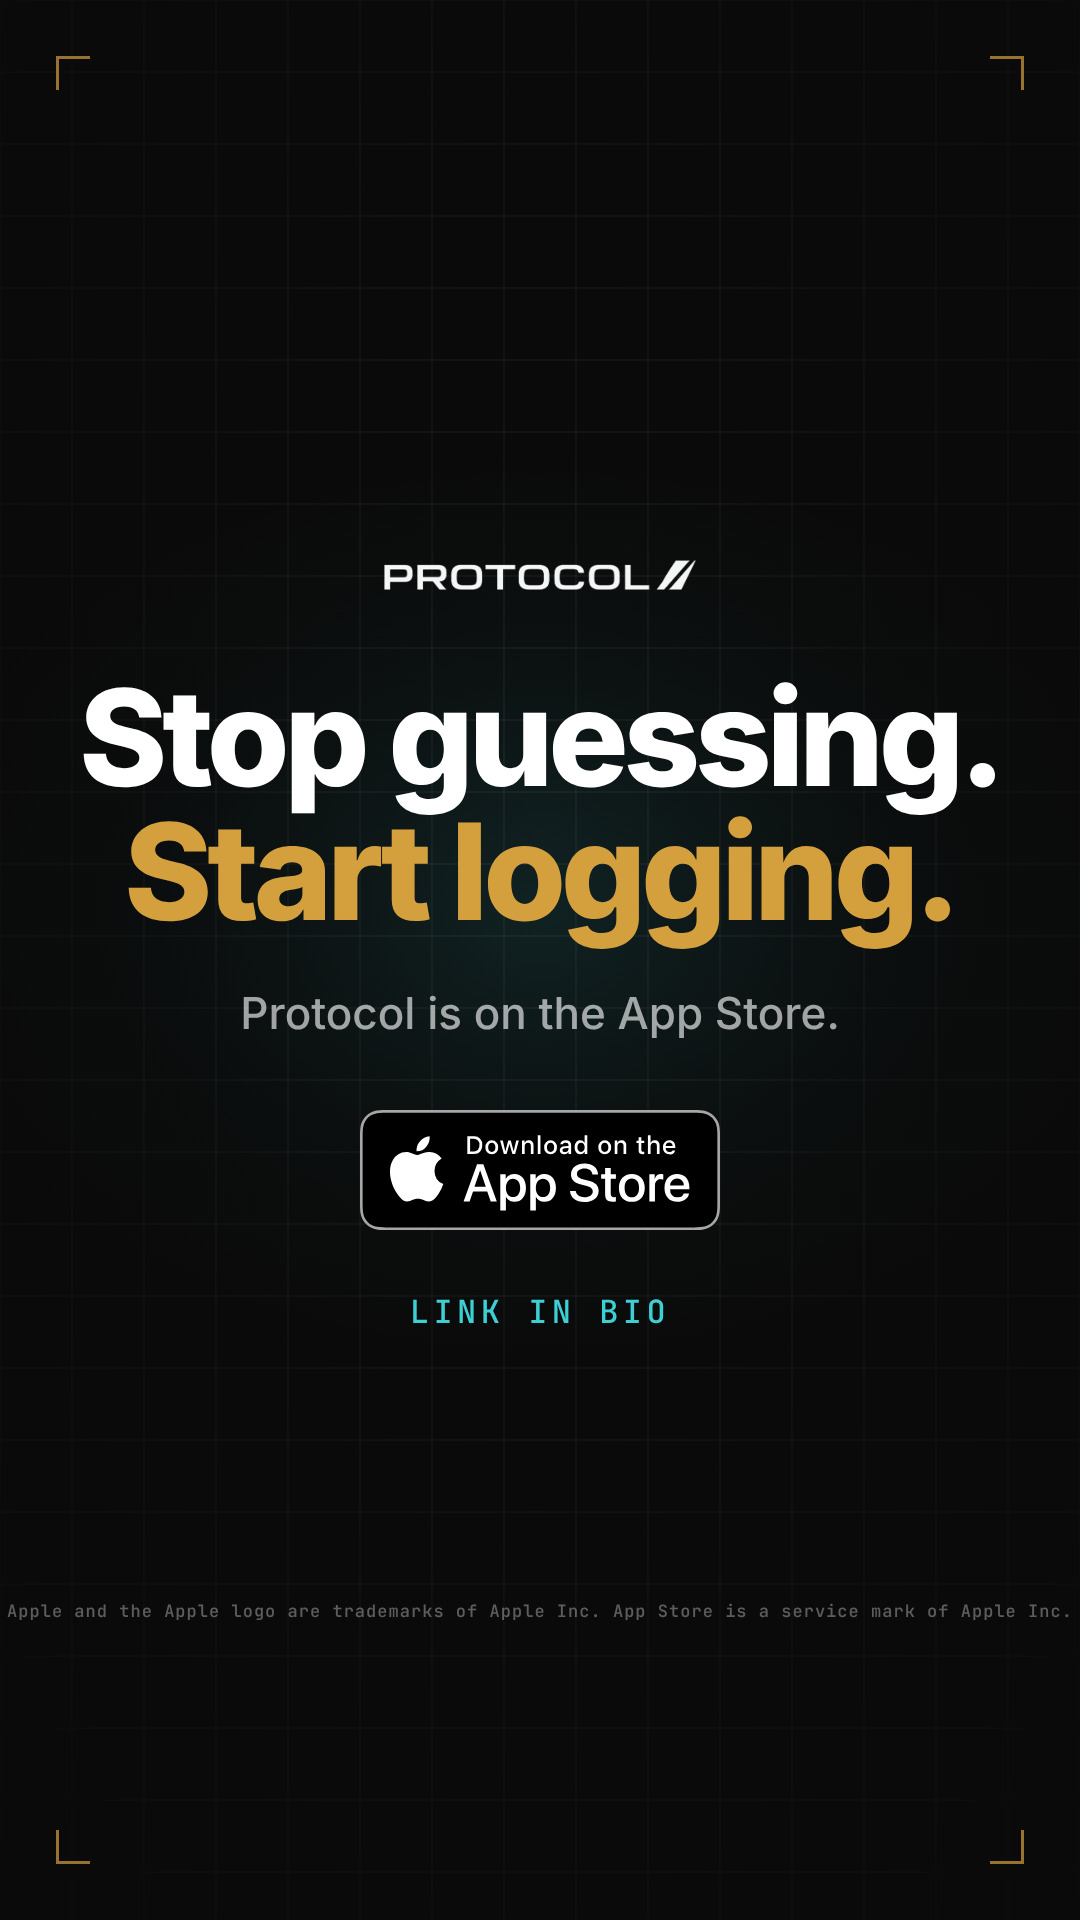 PROTOCOL
Stop guessing.
Start logging.
Protocol is on the App Store.
Download on the
App Store
LINK IN BIO
Apple and the Apple logo are trademarks of Apple Inc. App Store is a service mark of Apple Inc.